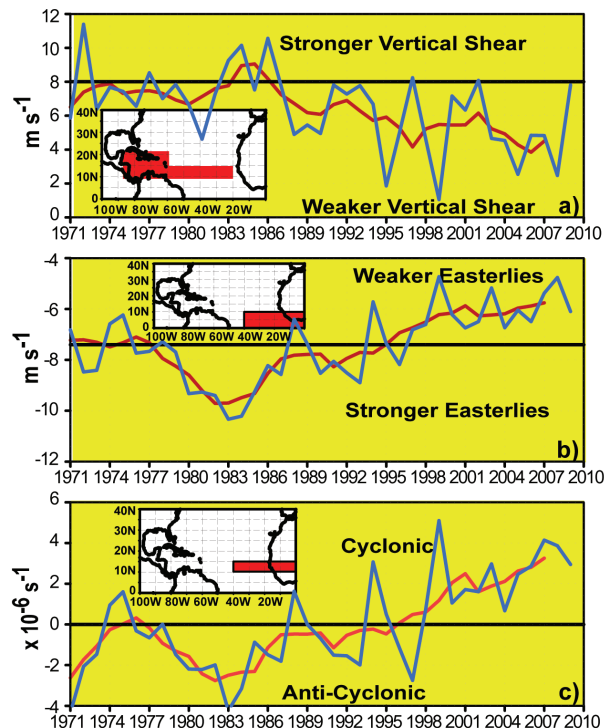 12
Stronger Vertical Shear
10
8
m s-1
6
4
2
0
40N
30N
20N
10N
0
100W 80W 60W 40W 20W
Weaker Vertical Shear
a)
1971 1974 1977 1980 1983 1986 1989 1992 1995 1998 2001 2004 2007 2010
-4
Weaker Easterlies
-6
m s-1
-8
-10
-12
40N
30N
20N
10N
0
100W 80W 60W 40W 20W
Stronger Easterlies
b)
1971 1974 1977 1980 1983 1986 1989 1992 1995 1998 2001 2004 2007 2010
6
4
2
x 10-6 s-1
0
-2
-4
40N
30N
20N
10N
0
100W 80W 60W 40W 20W
Cyclonic
Anti-Cyclonic
c)
1971 1974 1977 1980 1983 1986 1989 1992 1995 1998 2001 2004 2007 2010